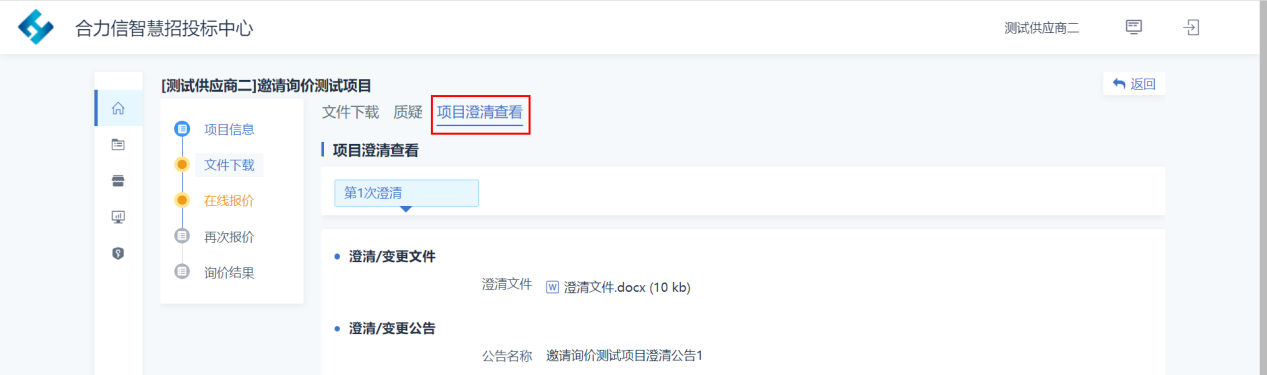 合力信智慧招投标中心
测试供应商二
[测试供应商二]邀请询价测试项目
返回
项目信息
文件下载
在线报价
再次报价
询价结果
文件下载 质疑 项目澄清查看
项目澄清查看
第1次澄清
澄清/变更文件
澄清文件 澄清文件.docx (10 kb)
澄清/变更公告
公告名称 邀请询价测试项目澄清公告1